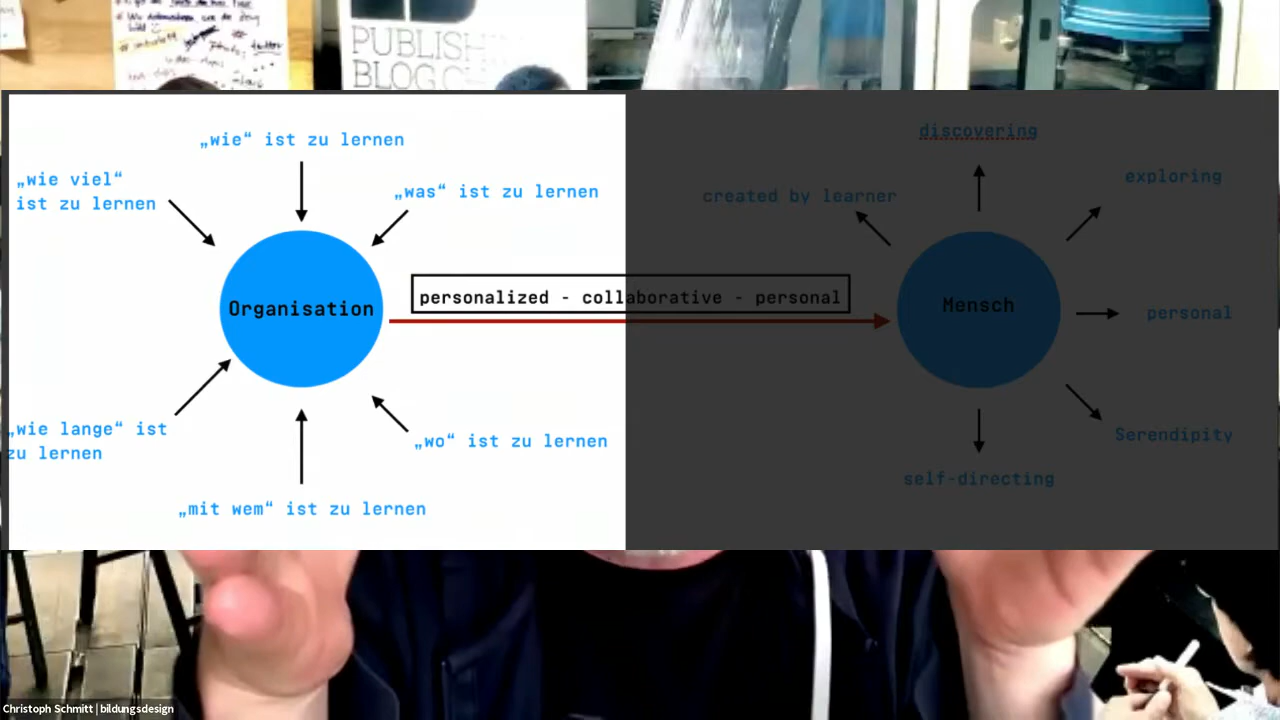 PUBLISH
BLOG.C
„wie“ ist zu lernen
„wie viel“
ist zu lernen
„was“ ist zu lernen
Organisation
„wie lange“ ist
zu lernen
„wo“ ist zu lernen
„mit wem“ ist zu lernen
personalized - collaborative - personal
discovering
created by learner
exploring
Mensch
personal
Serendipity
self-directing
Christoph Schmitt | bildungsdesign